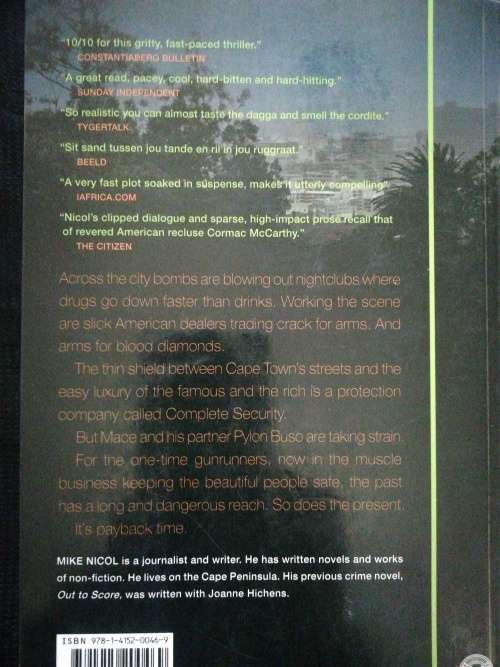 “10/10 for this gritty, fast-paced thriller.”
CONSTANTIABERG BULLETIN
“A great read, pacey, cool, hard-bitten and hard-hitting.”
SUNDAY INDEPENDENT
“So realistic you can almost taste the dagga and smell the cordite.”
TYGERTALK
“Sit sand tussen jou tande en ril in jou ruggraat.”
BEELD
“A very fast plot soaked in suspense, makes it utterly compelling”
IAFRICA.COM
“Nicol’s clipped dialogue and sparse, high-impact prose recall that
of revered American recluse Cormac McCarthy.”
THE CITIZEN
Across the city bombs are blowing out nightclubs where
drugs go down faster than drinks. Working the scene
are slick American dealers trading crack for arms. And
arms for blood diamonds.
The thin shield between Cape Town’s streets and the
easy luxury of the famous and the rich is a protection
company called Complete Security.
But Mace and his partner Pylon Buso are taking strain.
For the one-time gunrunners, now in the muscle
business keeping the beautiful people safe, the past
has a long and dangerous reach. So does the present.
It’s payback time.
MIKE NICOL is a journalist and writer. He has written novels and works
of non-fiction. He lives on the Cape Peninsula. His previous crime novel,
Out to Score, was written with Joanne Hichens.
ISBN 978-1-4152-0046-9